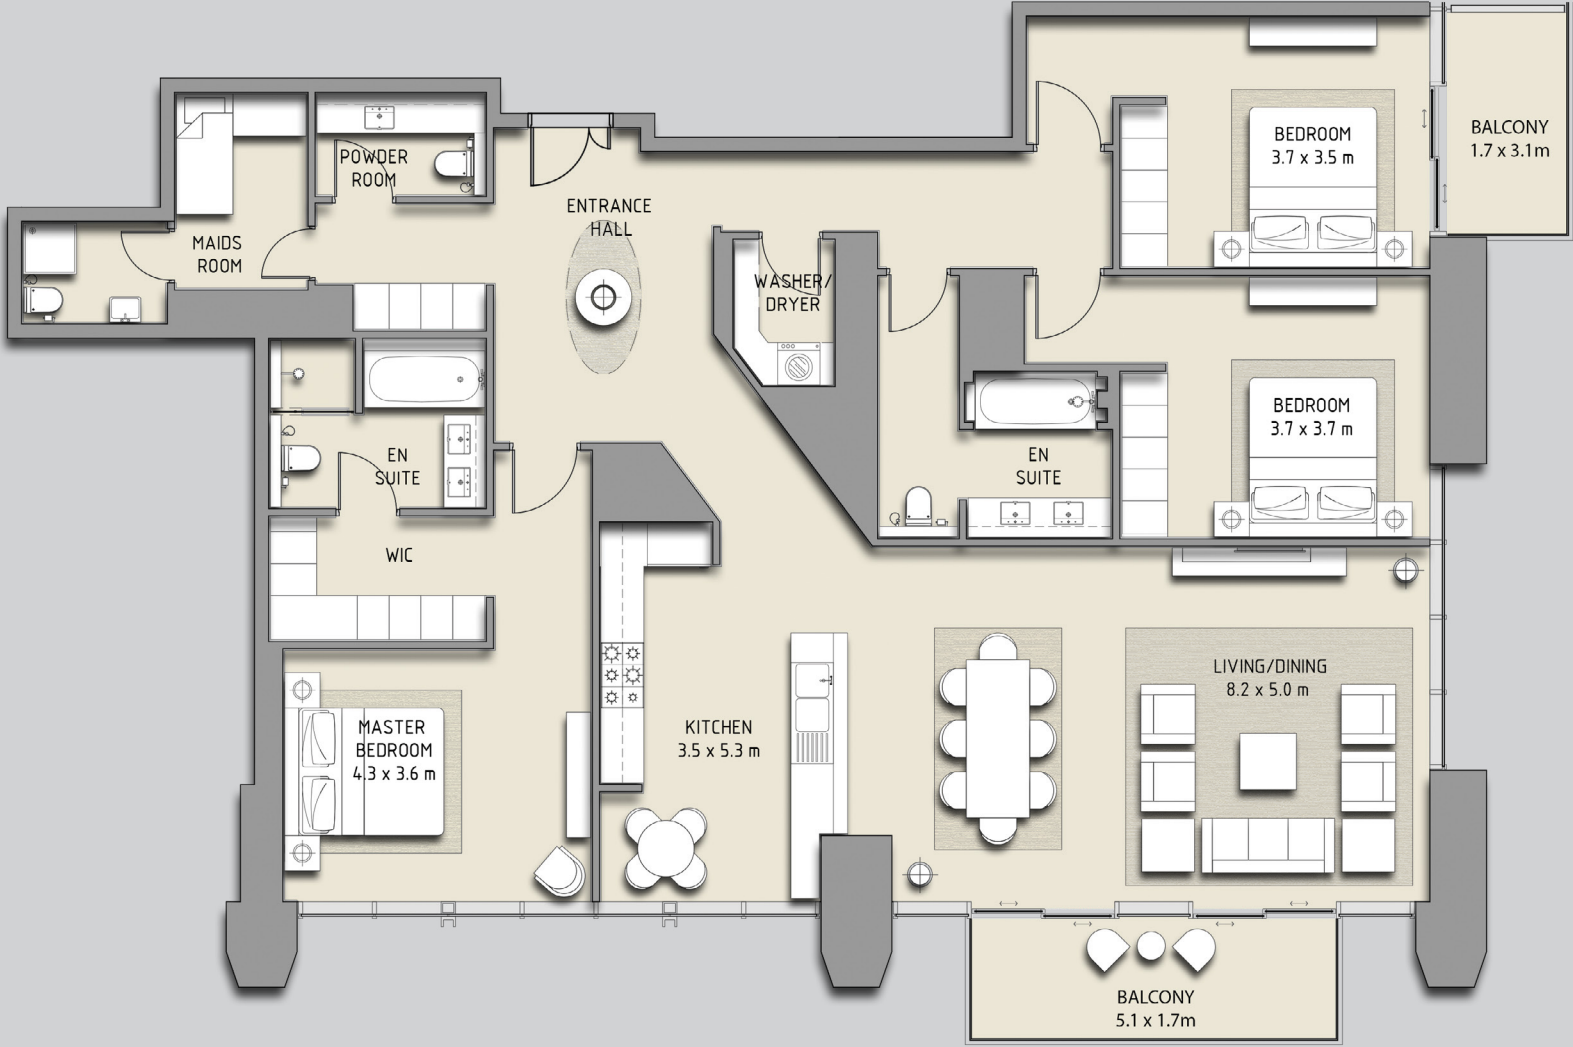 BEDROOM
3.7 x 3.5 m
BALCONY
1.7 x 3.1m
POWDER
ROOM
ENTRANCE
HALL
MAIDS
ROOM
WASHER/
DRYER
BEDROOM
3.7 x 3.7 m
EN
SUITE
EN
SUITE
WIC
LIVING/DINING
8.2 x 5.0 m
MASTER
BEDROOM
4.3 x 3.6 m
KITCHEN
3.5 x 5.3 m
BALCONY
5.1 x 1.7m